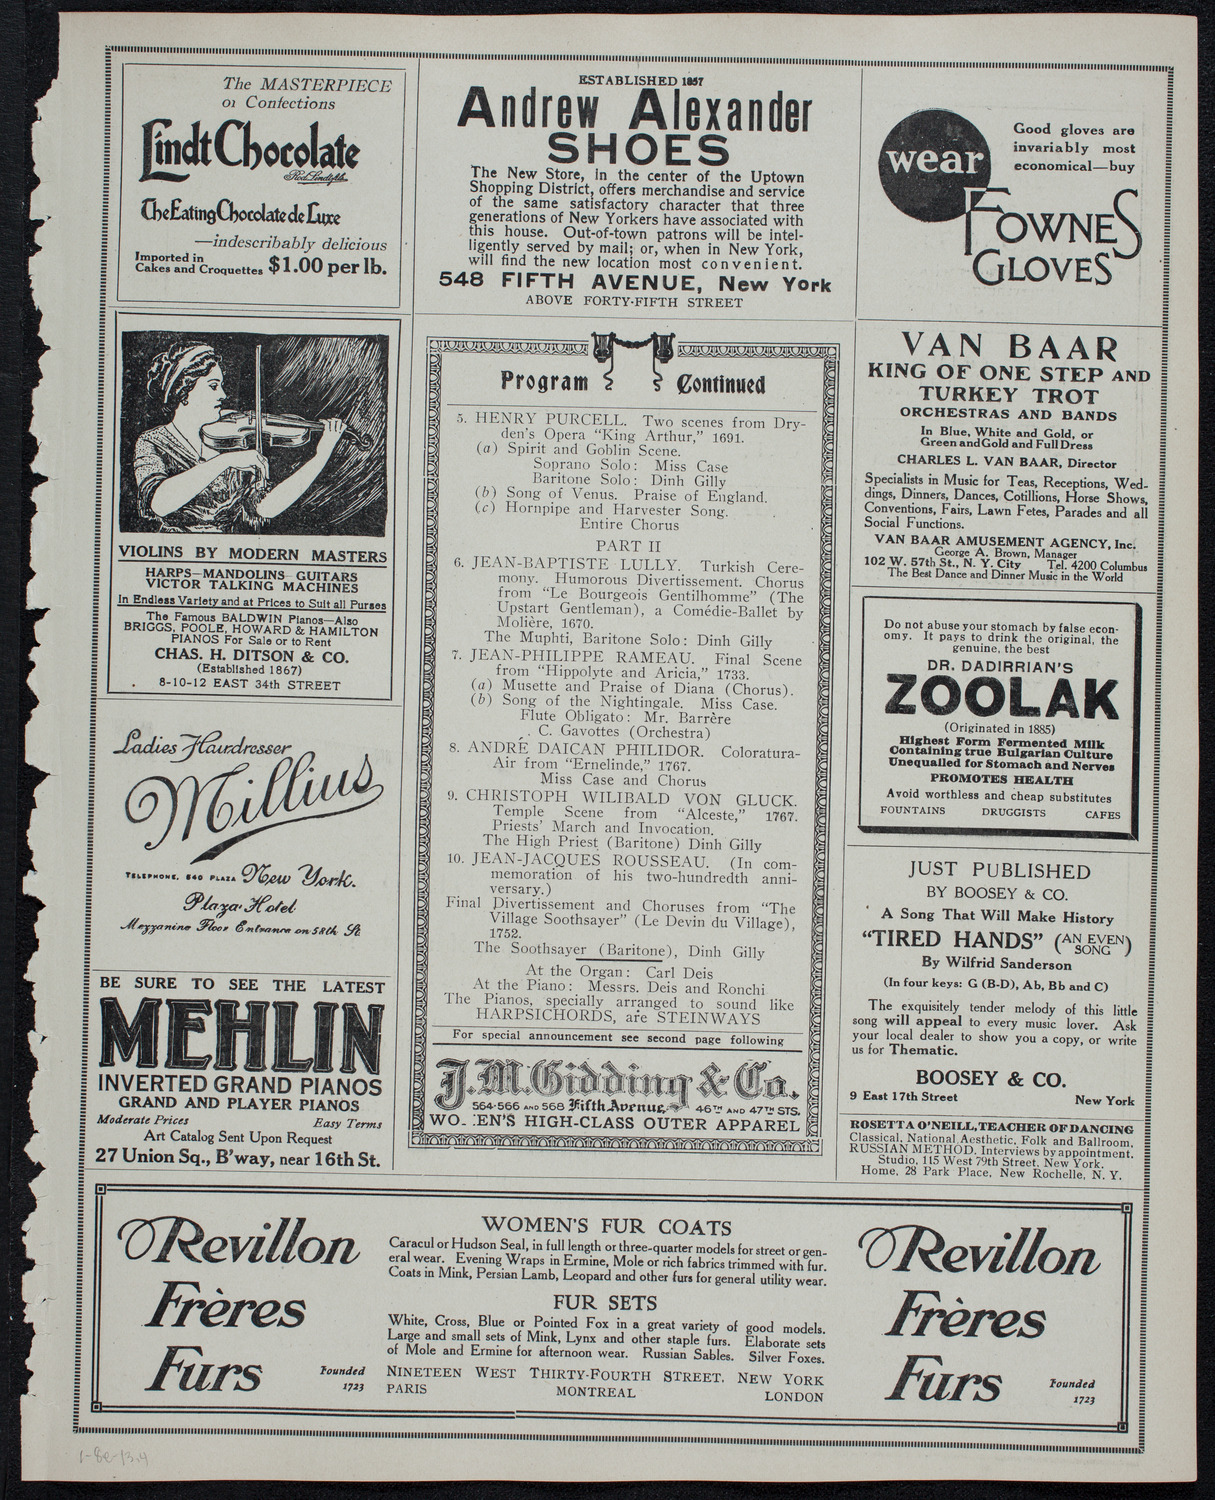 The MASTERPIECE
of Confections
Lindt Chocolate
Rod. Lindt fils
The Eating Chocolate de Luxe
—indescribably delicious
Imported in
Cakes and Croquettes $1.00 per lb.
ESTABLISHED 1857
Andrew Alexander
SHOES
The New Store, in the center of the Uptown
Shopping District, offers merchandise and service
of the same satisfactory character that three
generations of New Yorkers have associated with
this house. Out-of-town patrons will be intel-
ligently served by mail; or, when in New York,
will find the new location most convenient.
548 FIFTH AVENUE, New York
ABOVE FORTY-FIFTH STREET
wear
Good gloves are
invariably most
economical—buy
FOWNES
GLOVES
VIOLINS BY MODERN MASTERS
HARPS—MANDOLINS GUITARS
VICTOR TALKING MACHINES
In Endless Variety and at Prices to Suit all Purses
The Famous BALDWIN Pianos—Also
BRIGGS, POOLE, HOWARD & HAMILTON
PIANOS For Sale or to Rent
CHAS. H. DITSON & CO.
(Established 1867)
8-10-12 EAST 34th STREET
Ladies Hairdresser
Millius
TELEPHONE, 640 PLAZA New York.
Plaza Hotel
Mezzanine Floor Entrance on 58th St
BE SURE TO SEE THE LATEST
MEHLIN
INVERTED GRAND PIANOS
GRAND AND PLAYER PIANOS
Moderate Prices Easy Terms
Art Catalog Sent Upon Request
27 Union Sq., B'way, near 16th St.
Program Continued
5. HENRY PURCELL. Two scenes from Dry-
den's Opera "King Arthur," 1691.
(a) Spirit and Goblin Scene.
Soprano Solo: Miss Case
Baritone Solo: Dinh Gilly
(b) Song of Venus. Praise of England.
(c) Hornpipe and Harvester Song.
Entire Chorus
PART II
6. JEAN-BAPTISTE LULLY. Turkish Cere-
mony. Humorous Divertissement. Chorus
from "Le Bourgeois Gentilhomme" (The
Upstart Gentleman), a Comédie-Ballet by
Molière, 1670.
The Muphti, Baritone Solo: Dinh Gilly
7. JEAN-PHILIPPE RAMEAU. Final Scene
from "Hippolyte and Aricia," 1733.
(a) Musette and Praise of Diana (Chorus).
(b) Song of the Nightingale. Miss Case.
Flute Obligato: Mr. Barrère
C. Gavottes (Orchestra)
8. ANDRÉ DAICAN PHILIDOR. Coloratura-
Air from "Ernelinde," 1767.
Miss Case and Chorus
9. CHRISTOPH WILIBALD VON GLUCK.
Temple Scene from "Alceste," 1767.
Priests' March and Invocation.
The High Priest (Baritone) Dinh Gilly
10. JEAN-JACQUES ROUSSEAU. (In com-
memoration of his two-hundredth anni-
versary.)
Final Divertissement and Choruses from "The
Village Soothsayer" (Le Devin du Village),
1752.
The Soothsayer (Baritone), Dinh Gilly
At the Organ: Carl Deis
At the Piano: Messrs. Deis and Ronchi
The Pianos, specially arranged to sound like
HARPSICHORDS, are STEINWAYS
For special announcement see second page following
J.M. Gidding & Co.
564-566 AND 568 Fifth Avenue, 46TH AND 47TH STS.
WO EN'S HIGH-CLASS OUTER APPAREL
VAN BAAR
KING OF ONE STEP AND
TURKEY TROT
ORCHESTRAS AND BANDS
In Blue, White and Gold, or
Green and Gold and Full Dress
CHARLES L. VAN BAAR, Director
Specialists in Music for Teas, Receptions, Wed-
dings, Dinners, Dances, Cotillions, Horse Shows,
Conventions, Fairs, Lawn Fetes, Parades and all
Social Functions.
VAN BAAR AMUSEMENT AGENCY, Inc.
George A. Brown, Manager
102 W. 57th St., N. Y. City Tel. 4200 Columbus
The Best Dance and Dinner Music in the World
Do not abuse your stomach by false econ-
omy. It pays to drink the original, the
genuine, the best
DR. DADIRRIAN'S
ZOOLAK
(Originated in 1885)
Highest Form Fermented Milk
Containing true Bulgarian Culture
Unequalled for Stomach and Nerves
PROMOTES HEALTH
Avoid worthless and cheap substitutes
FOUNTAINS DRUGGISTS CAFES
JUST PUBLISHED
BY BOOSEY & CO.
A Song That Will Make History
"TIRED HANDS" (AN EVEN SONG)
By Wilfrid Sanderson
(In four keys: G (B-D), Ab, Bb and C)
The exquisitely tender melody of this little
song will appeal to every music lover. Ask
your local dealer to show you a copy, or write
us for Thematic.
BOOSEY & CO.
9 East 17th Street New York
ROSETTA O'NEILL, TEACHER OF DANCING
Classical, National Aesthetic, Folk and Ballroom,
RUSSIAN METHOD. Interviews by appointment.
Studio, 115 West 79th Street, New York.
Home, 28 Park Place, New Rochelle, N. Y.
Revillon
Frères
Furs
Founded
1723
WOMEN'S FUR COATS
Caracul or Hudson Seal, in full length or three-quarter models for street or gen-
eral wear. Evening Wraps in Ermine, Mole or rich fabrics trimmed with fur.
Coats in Mink, Persian Lamb, Leopard and other furs for general utility wear.
FUR SETS
White, Cross, Blue or Pointed Fox in a great variety of good models.
Large and small sets of Mink, Lynx and other staple furs. Elaborate sets
of Mole and Ermine for afternoon wear. Russian Sables. Silver Foxes.
NINETEEN WEST THIRTY-FOURTH STREET, NEW YORK
PARIS MONTREAL LONDON
Revillon
Frères
Furs
Founded
1723